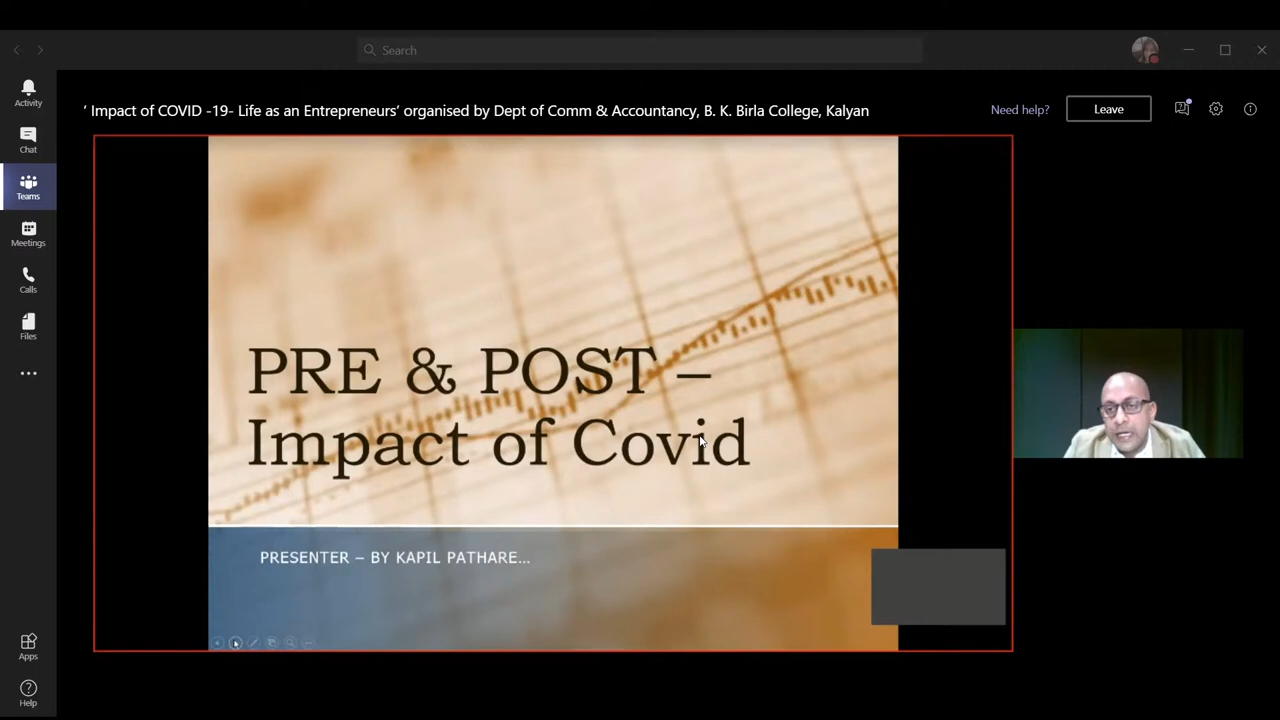 Search
Activity
Chat
Teams
Meetings
Calls
Files
Apps
Help
‘ Impact of COVID -19- Life as an Entrepreneurs’ organised by Dept of Comm & Accountancy, B. K. Birla College, Kalyan
Need help?
Leave
PRE & POST –
Impact of Covid
PRESENTER – BY KAPIL PATHARE...